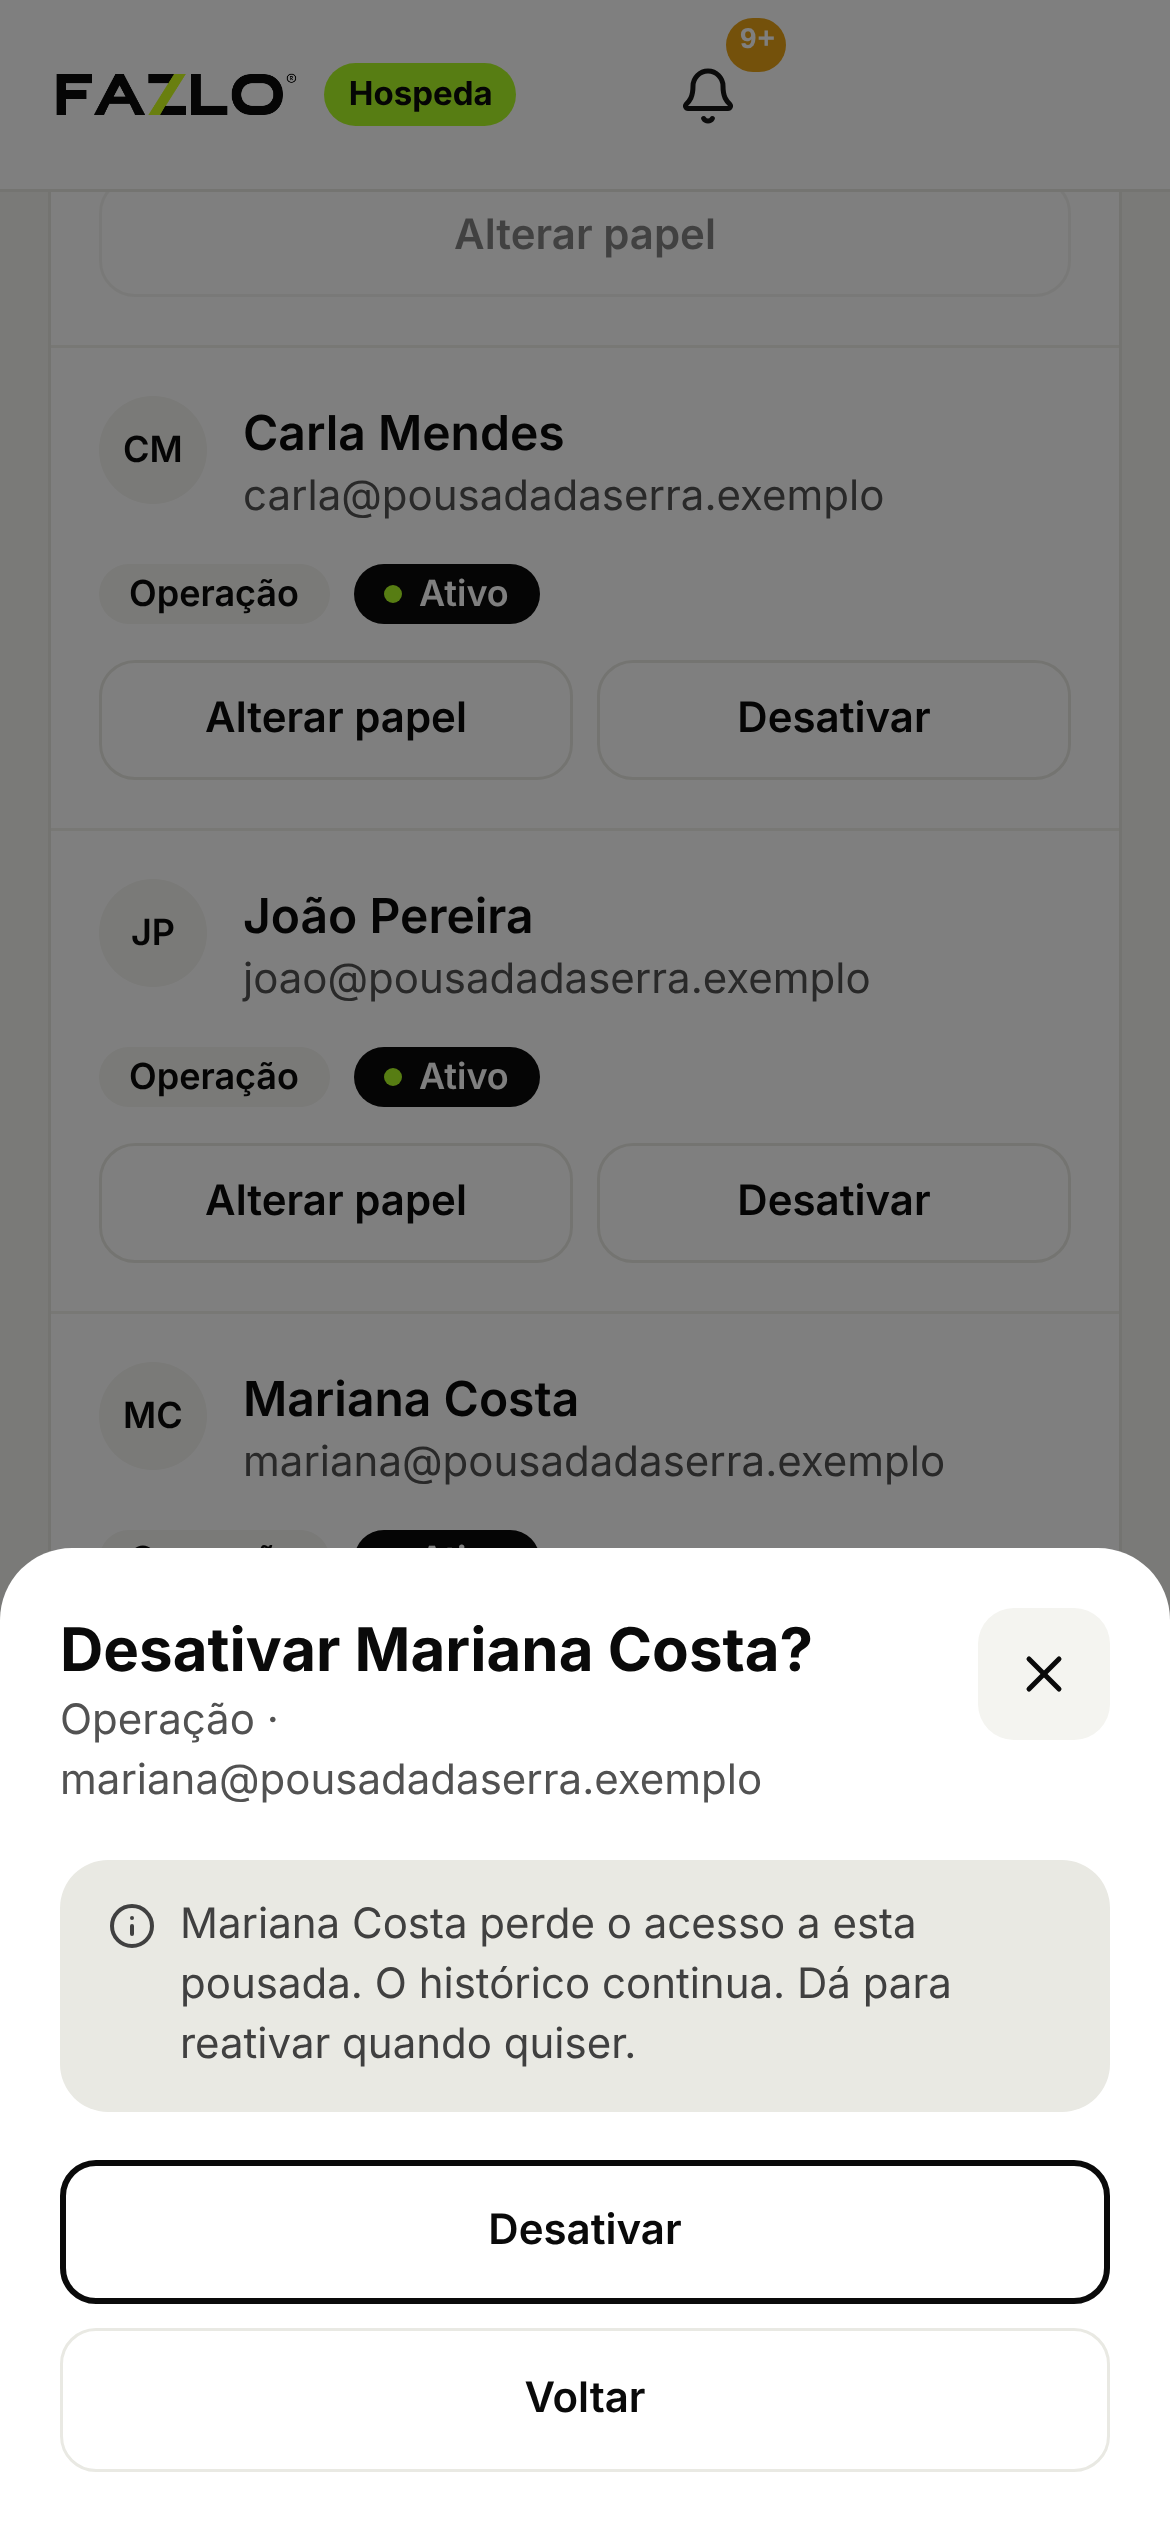 FAZLO®
Hospeda
9+
Alterar papel
CM
Carla Mendes
carla@pousadadaserra.exemplo
Operação
Ativo
Alterar papel
Desativar
JP
João Pereira
joao@pousadadaserra.exemplo
Operação
Ativo
Alterar papel
Desativar
MC
Mariana Costa
mariana@pousadadaserra.exemplo
Desativar Mariana Costa?
Operação ·
mariana@pousadadaserra.exemplo
Mariana Costa perde o acesso a esta
pousada. O histórico continua. Dá para
reativar quando quiser.
Desativar
Voltar